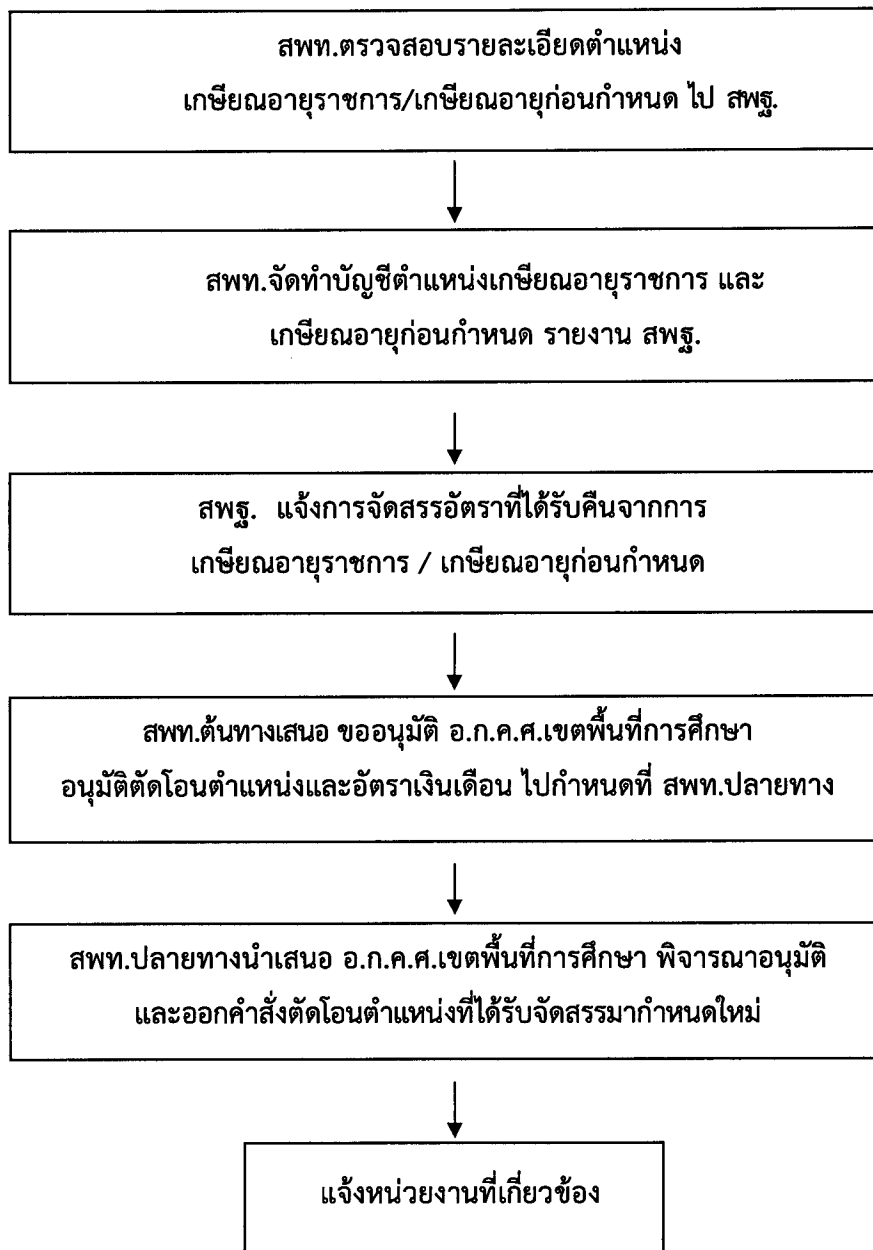 สพท.ตรวจสอบรายละเอียดตำแหน่ง
เกษียณอายุราชการ/เกษียณอายุก่อนกำหนด ไป สพฐ.
สพท.จัดทำบัญชีตำแหน่งเกษียณอายุราชการ และ
เกษียณอายุก่อนกำหนด รายงาน สพฐ.
สพฐ. แจ้งการจัดสรรอัตราที่ได้รับคืนจากการ
เกษียณอายุราชการ / เกษียณอายุก่อนกำหนด
สพท.ต้นทางเสนอ ขออนุมัติ อ.ก.ค.ศ.เขตพื้นที่การศึกษา
อนุมัติตัดโอนตำแหน่งและอัตราเงินเดือน ไปกำหนดที่ สพท.ปลายทาง
สพท.ปลายทางนำเสนอ อ.ก.ค.ศ.เขตพื้นที่การศึกษา พิจารณาอนุมัติ
และออกคำสั่งตัดโอนตำแหน่งที่ได้รับจัดสรรมากำหนดใหม่
แจ้งหน่วยงานที่เกี่ยวข้อง